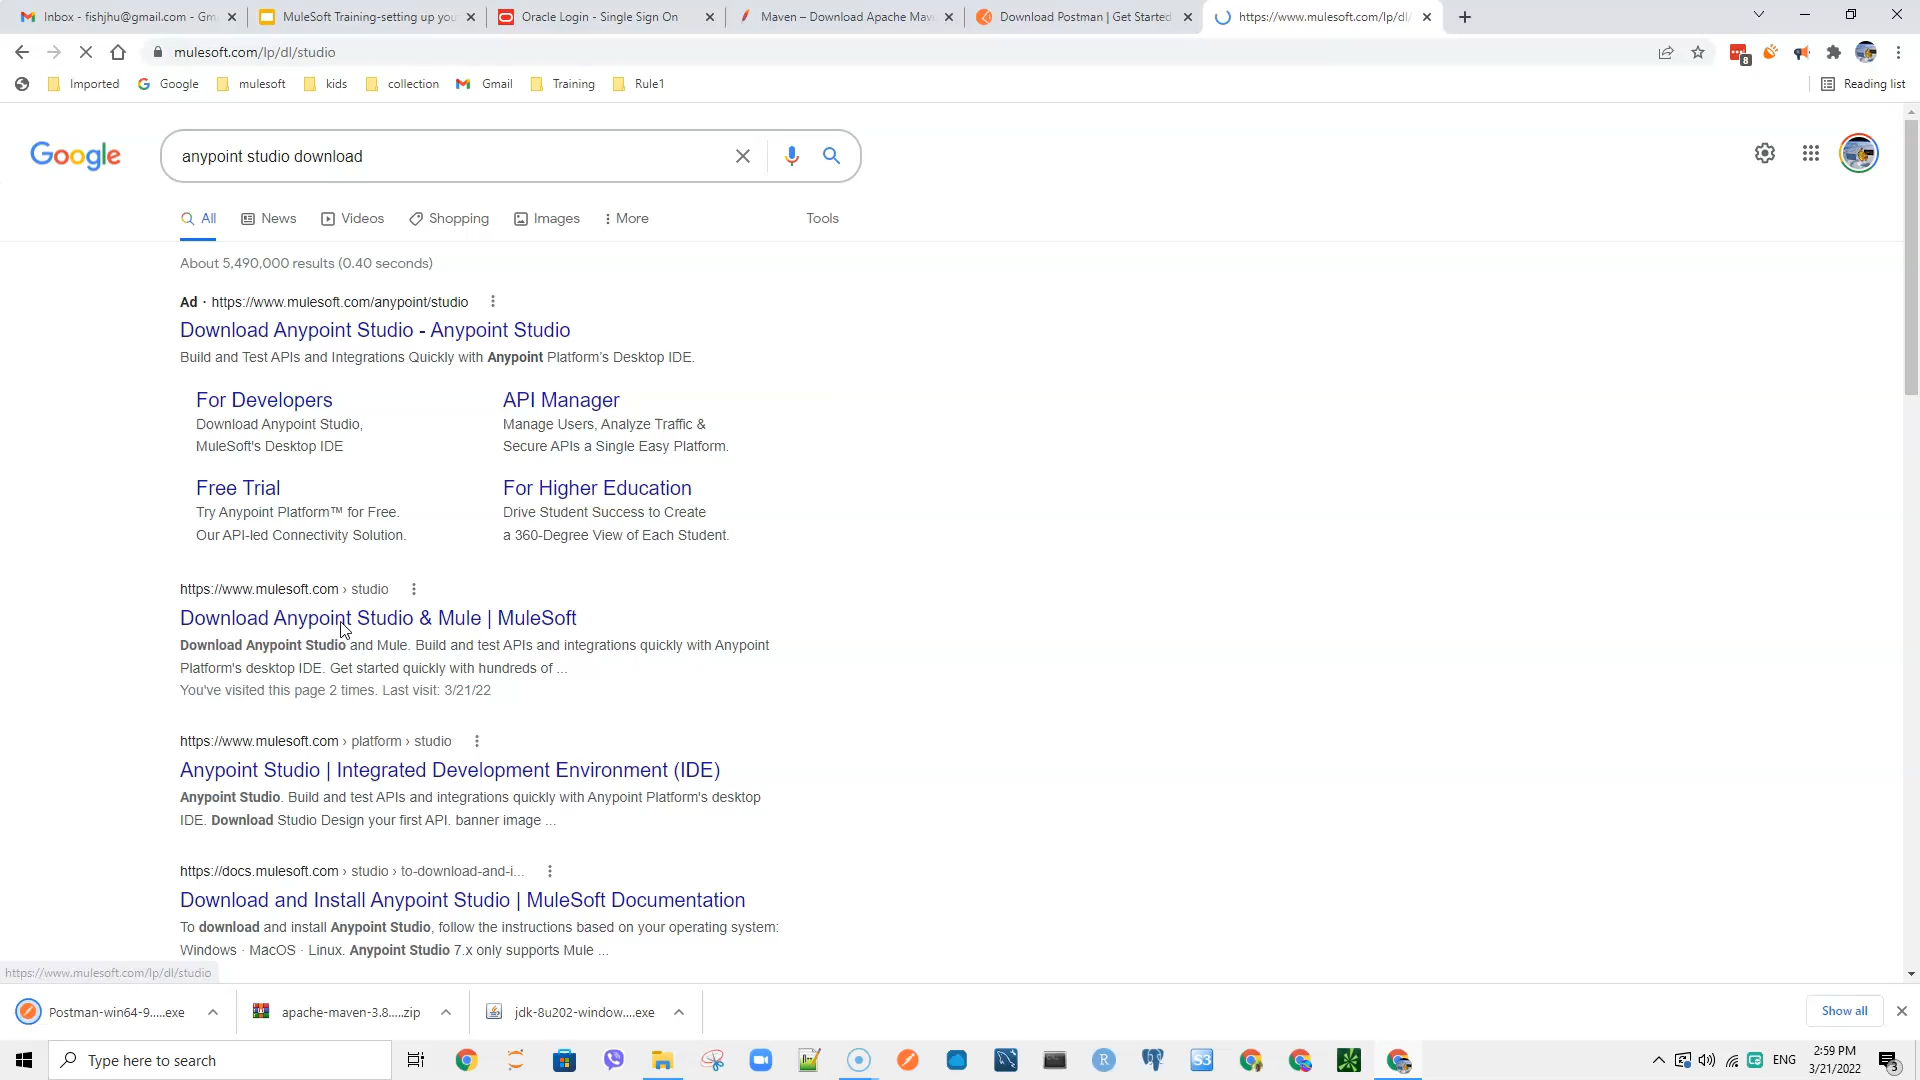 Inbox - fishjhu@gmail.com - Gm
MuleSoft Training-setting up you
Oracle Login - Single Sign On
Maven – Download Apache Mav
Download Postman | Get Started
https://www.mulesoft.com/lp/dl/
mulesoft.com/lp/dl/studio
8
Imported
Google
mulesoft
kids
collection
Gmail
Training
Rule1
Reading list
Google
anypoint studio download
All
News
Videos
Shopping
Images
More
Tools
About 5,490,000 results (0.40 seconds)
Ad · https://www.mulesoft.com/anypoint/studio
Download Anypoint Studio - Anypoint Studio
Build and Test APIs and Integrations Quickly with Anypoint Platform's Desktop IDE.
For Developers
Download Anypoint Studio,
MuleSoft's Desktop IDE
API Manager
Manage Users, Analyze Traffic &
Secure APIs a Single Easy Platform.
Free Trial
Try Anypoint Platform™ for Free.
Our API-led Connectivity Solution.
For Higher Education
Drive Student Success to Create
a 360-Degree View of Each Student.
https://www.mulesoft.com › studio
Download Anypoint Studio & Mule | MuleSoft
Download Anypoint Studio and Mule. Build and test APIs and integrations quickly with Anypoint
Platform's desktop IDE. Get started quickly with hundreds of ...
You've visited this page 2 times. Last visit: 3/21/22
https://www.mulesoft.com › platform › studio
Anypoint Studio | Integrated Development Environment (IDE)
Anypoint Studio. Build and test APIs and integrations quickly with Anypoint Platform's desktop
IDE. Download Studio Design your first API. banner image ...
https://docs.mulesoft.com › studio › to-download-and-i...
Download and Install Anypoint Studio | MuleSoft Documentation
To download and install Anypoint Studio, follow the instructions based on your operating system:
Windows · MacOS · Linux. Anypoint Studio 7.x only supports Mule ...
https://www.mulesoft.com/lp/dl/studio
Postman-win64-9.....exe
apache-maven-3.8.....zip
jdk-8u202-window....exe
Show all
Type here to search
R
S3
ENG
2:59 PM
3/21/2022
3